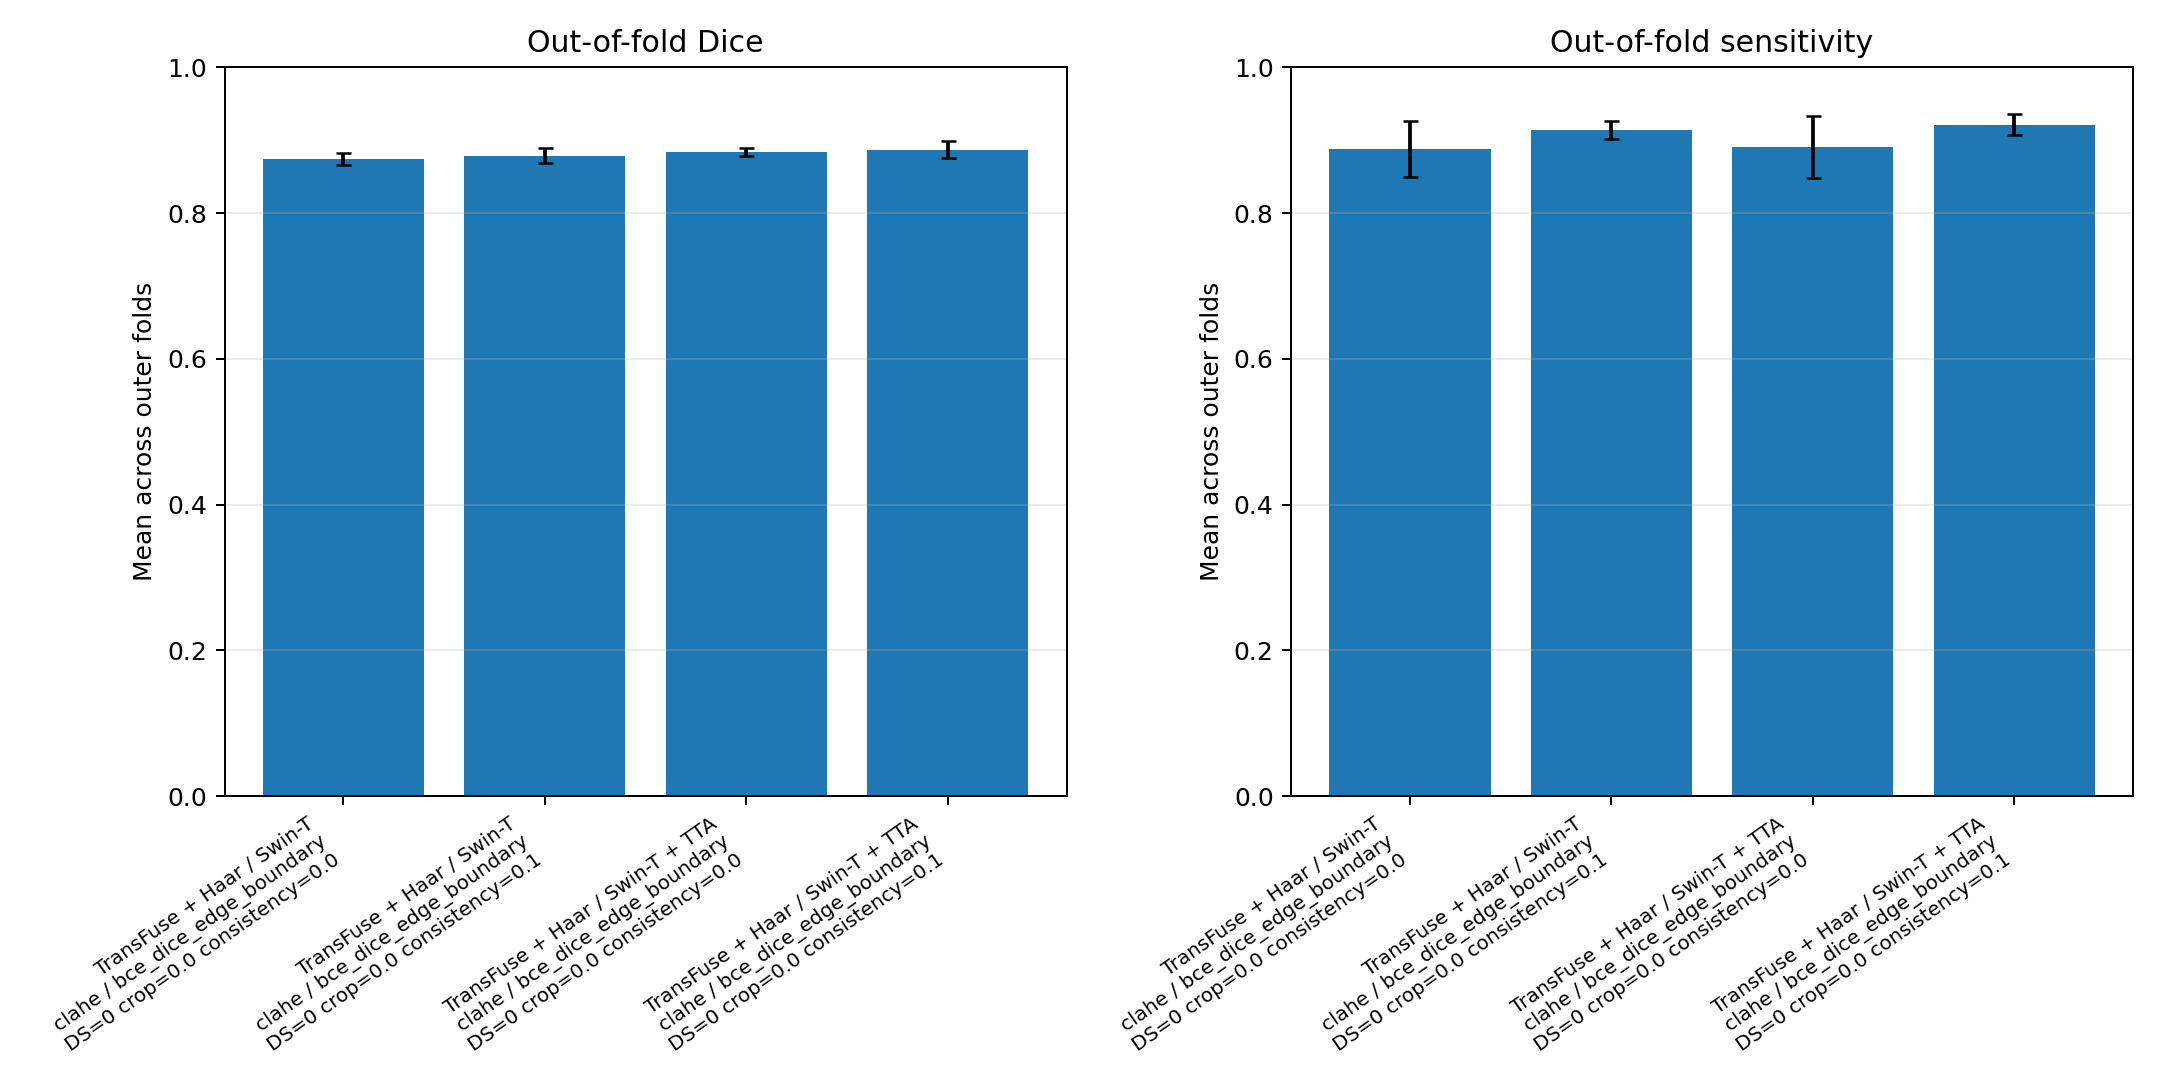 Out-of-fold Dice
Mean across outer folds
1.0
0.8
0.6
0.4
0.2
0.0
TransFuse + Haar / Swin-T
clahe / bce_dice_edge_boundary
DS=0 crop=0.0 consistency=0.0
TransFuse + Haar / Swin-T
clahe / bce_dice_edge_boundary
DS=0 crop=0.0 consistency=0.1
TransFuse + Haar / Swin-T + TTA
clahe / bce_dice_edge_boundary
DS=0 crop=0.0 consistency=0.0
TransFuse + Haar / Swin-T + TTA
clahe / bce_dice_edge_boundary
DS=0 crop=0.0 consistency=0.1
Out-of-fold sensitivity
Mean across outer folds
1.0
0.8
0.6
0.4
0.2
0.0
TransFuse + Haar / Swin-T
clahe / bce_dice_edge_boundary
DS=0 crop=0.0 consistency=0.0
TransFuse + Haar / Swin-T
clahe / bce_dice_edge_boundary
DS=0 crop=0.0 consistency=0.1
TransFuse + Haar / Swin-T + TTA
clahe / bce_dice_edge_boundary
DS=0 crop=0.0 consistency=0.0
TransFuse + Haar / Swin-T + TTA
clahe / bce_dice_edge_boundary
DS=0 crop=0.0 consistency=0.1